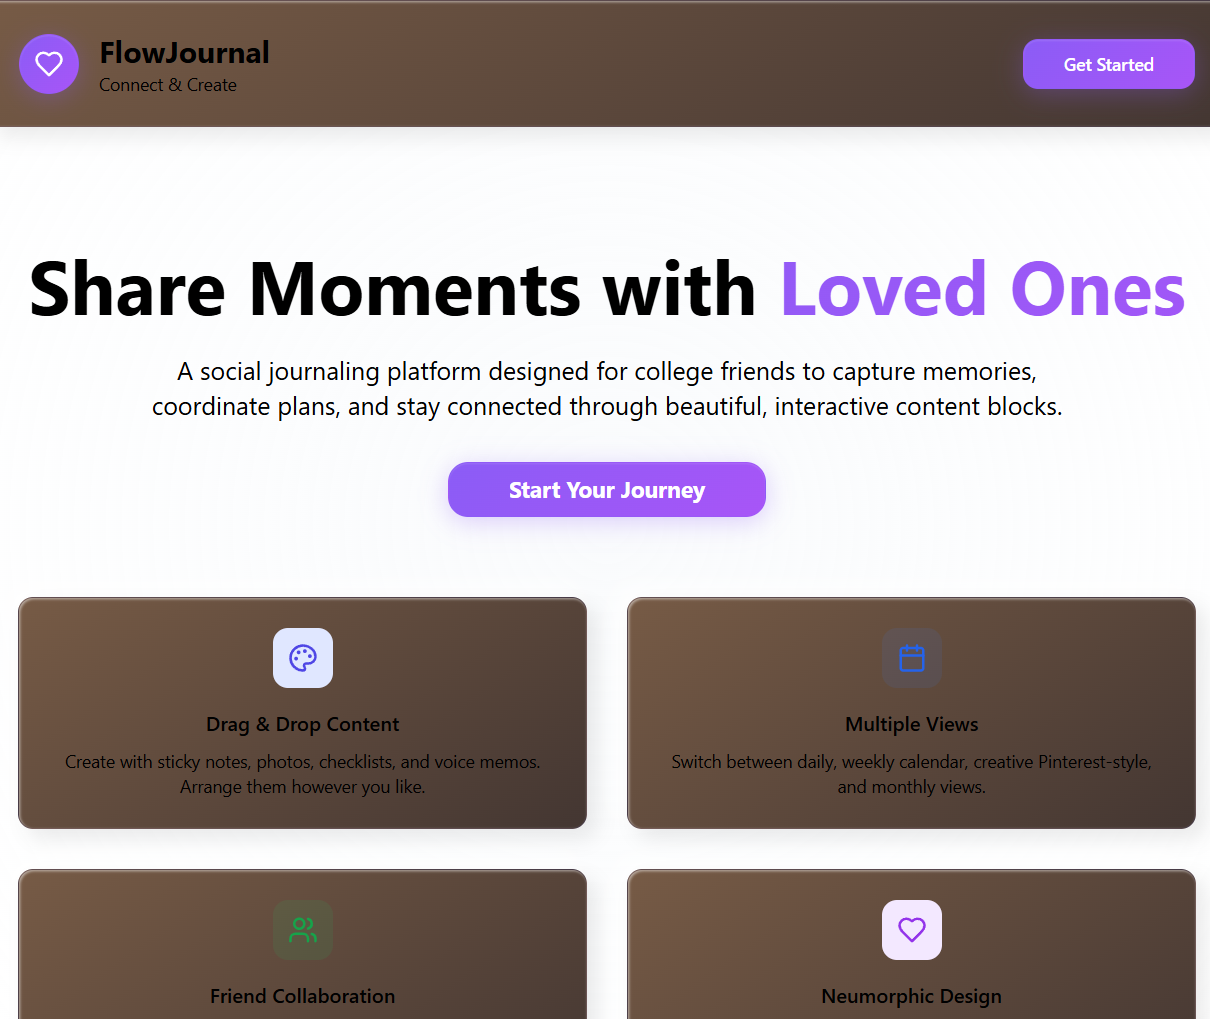 FlowJournal
Connect & Create
Get Started
Share Moments with Loved Ones
A social journaling platform designed for college friends to capture memories,
coordinate plans, and stay connected through beautiful, interactive content blocks.
Start Your Journey
Drag & Drop Content
Create with sticky notes, photos, checklists, and voice memos.
Arrange them however you like.
Multiple Views
Switch between daily, weekly calendar, creative Pinterest-style,
and monthly views.
Friend Collaboration
Neumorphic Design